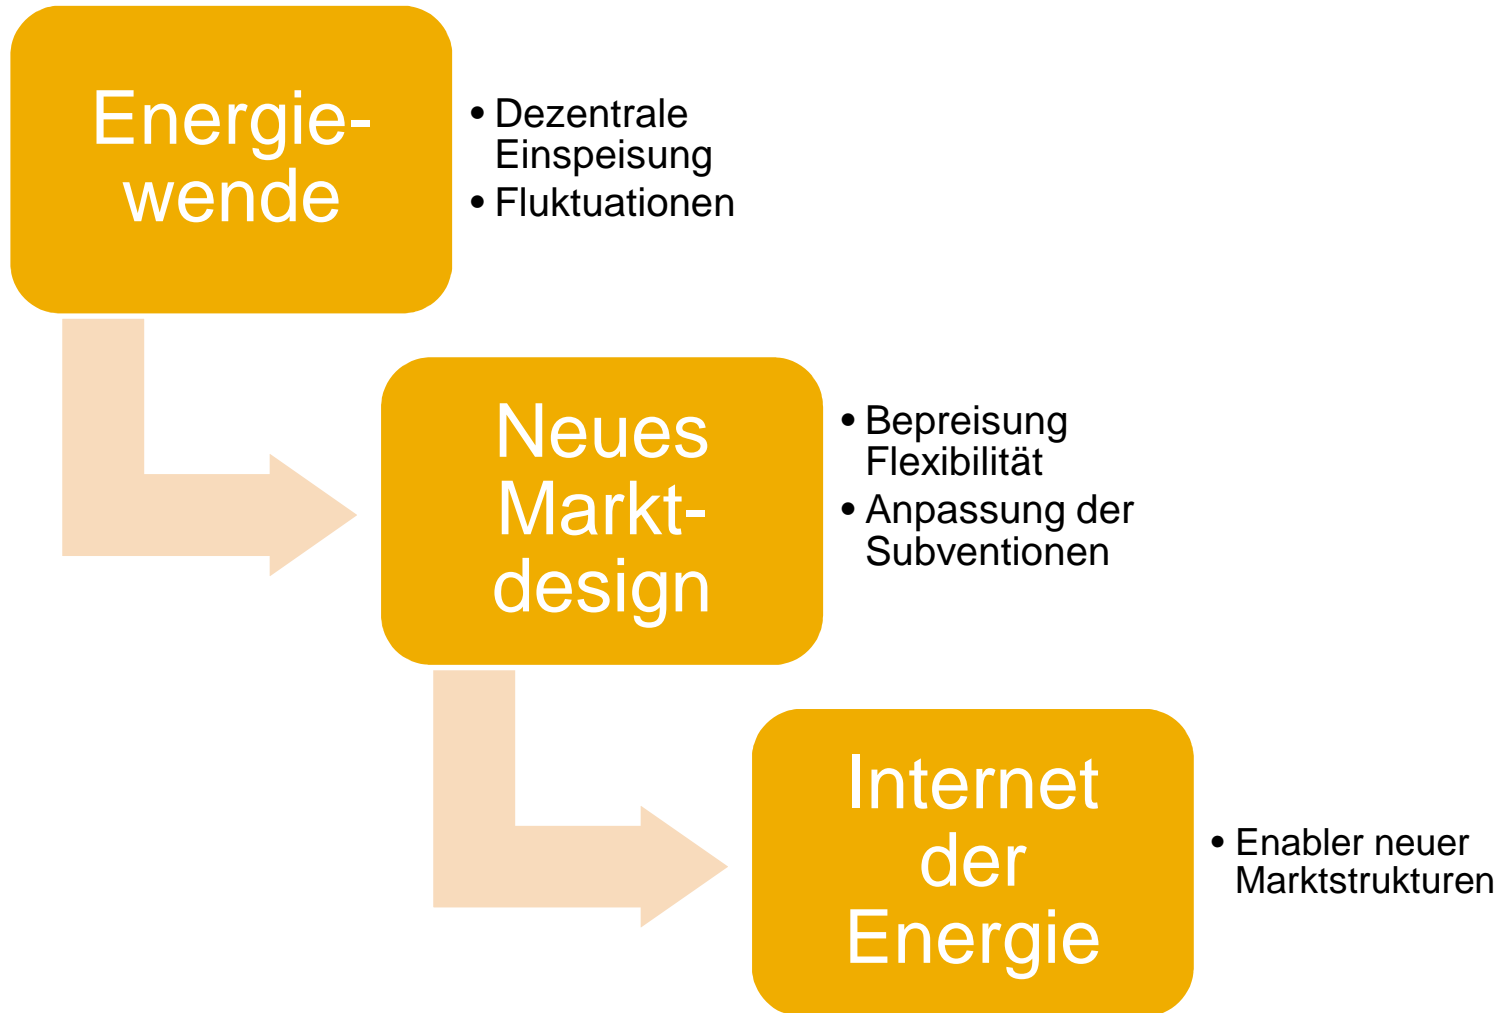 Energie-
wende
• Dezentrale
Einspeisung
• Fluktuationen
Neues
Markt-
design
• Bepreisung
Flexibilität
• Anpassung der
Subventionen
Internet
der
Energie
• Enabler neuer
Marktstrukturen